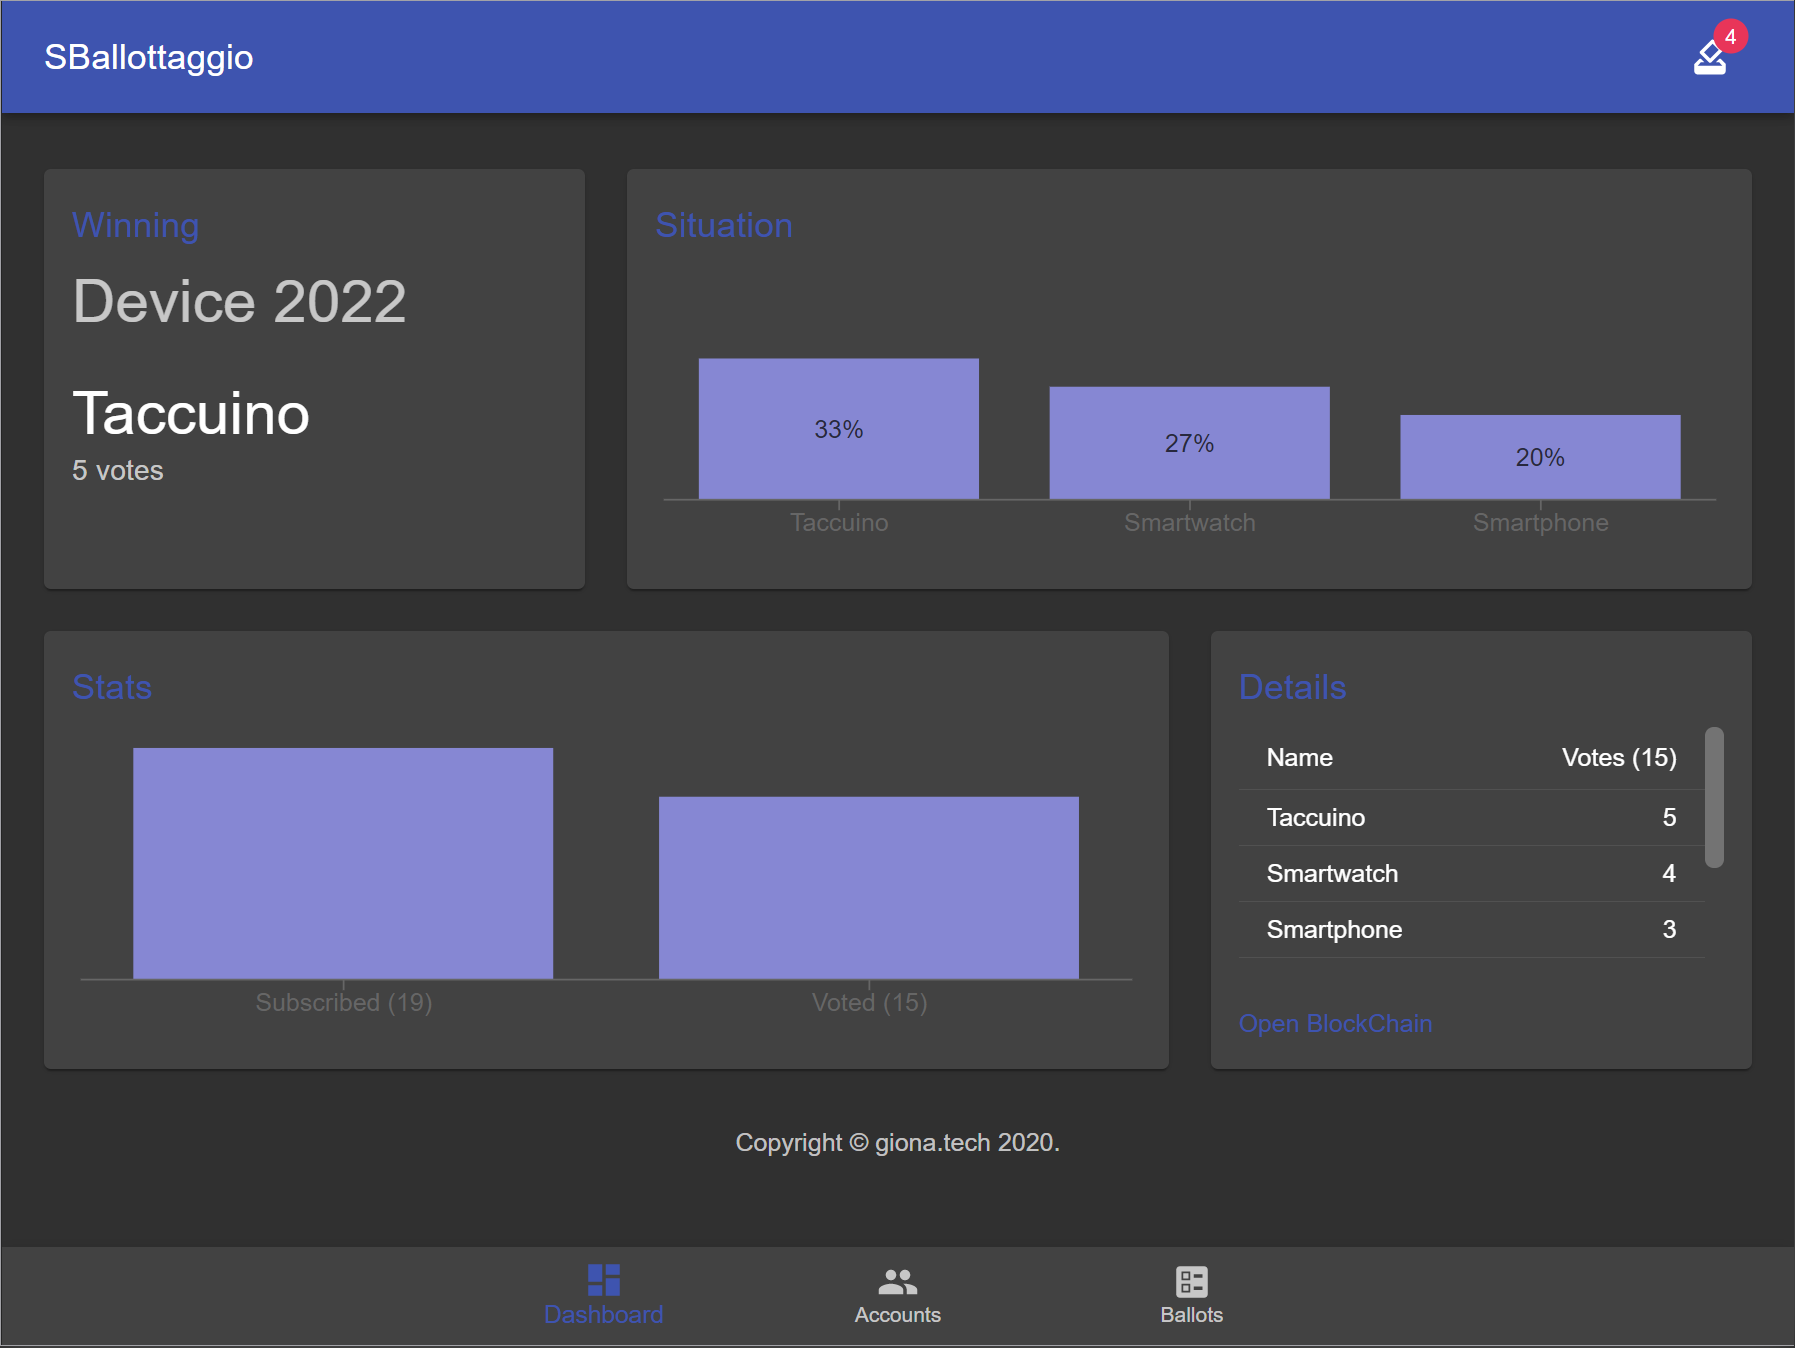 SBallottaggio
4
Winning
Device 2022
Taccuino
5 votes
Situation
33%
27%
20%
Taccuino
Smartwatch
Smartphone
Stats
Subscribed (19)
Voted (15)
Details
Name Votes (15)
Taccuino 5
Smartwatch 4
Smartphone 3
Open BlockChain
Copyright © giona.tech 2020.
Dashboard
Accounts
Ballots